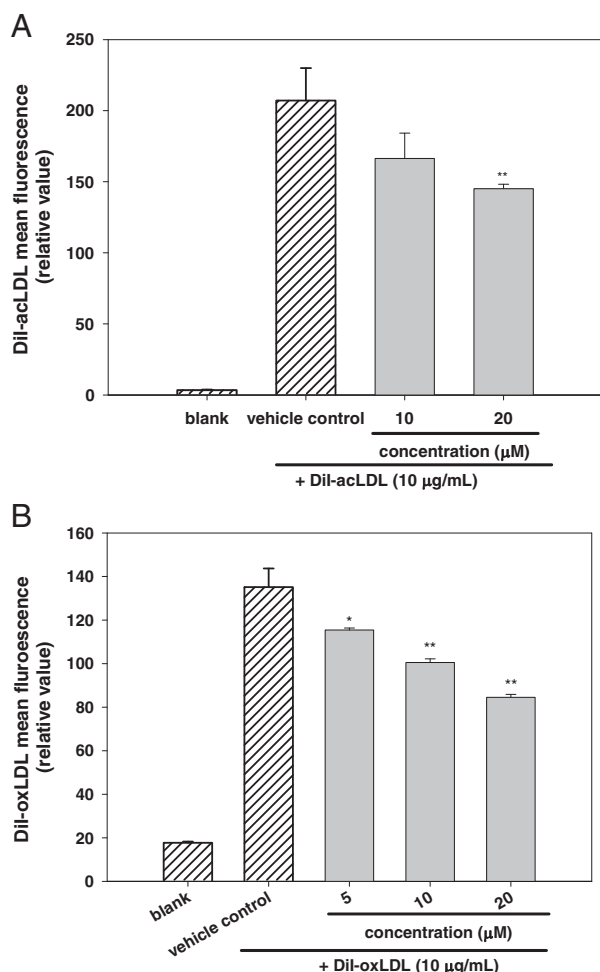 A
DiI-acLDL mean fluorescence
(relative value)
250
200
150
100
50
0
**
blank vehicle control 10 20
concentration (μM)
+ DiI-acLDL (10 μg/mL)
B
DiI-oxLDL mean fluroescence
(relative value)
160
140
120
100
80
60
40
20
0
*
**
**
blank vehicle control 5 10 20
concentration (μM)
+ DiI-oxLDL (10 μg/mL)